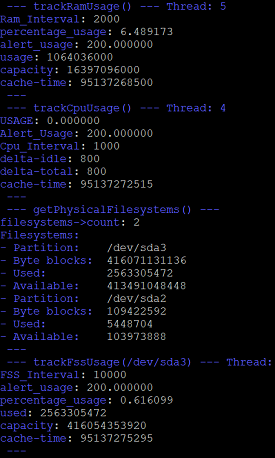 --- trackRamUsage() --- Thread: 5
Ram_Interval: 2000
percentage_usage: 6.489173
alert_usage: 200.000000
usage: 1064036000
capacity: 16397096000
cache-time: 95137268500
---
--- trackCpuUsage() --- Thread: 4
USAGE: 0.000000
Alert_Usage: 200.000000
Cpu_Interval: 1000
delta-idle: 800
delta-total: 800
cache-time: 95137272515
---
--- getPhysicalFilesystems() ---
filesystems->count: 2
Filesystems:
- Partition: /dev/sda3
- Byte blocks: 416071131136
- Used: 2563305472
- Available: 413491048448
- Partition: /dev/sda2
- Byte blocks: 109422592
- Used: 5448704
- Available: 103973888
---
--- trackFssUsage(/dev/sda3) --- Thread:
FSS_Interval: 10000
alert_usage: 200.000000
percentage_usage: 0.616099
used: 2563305472
capacity: 416054353920
cache-time: 95137275295
---